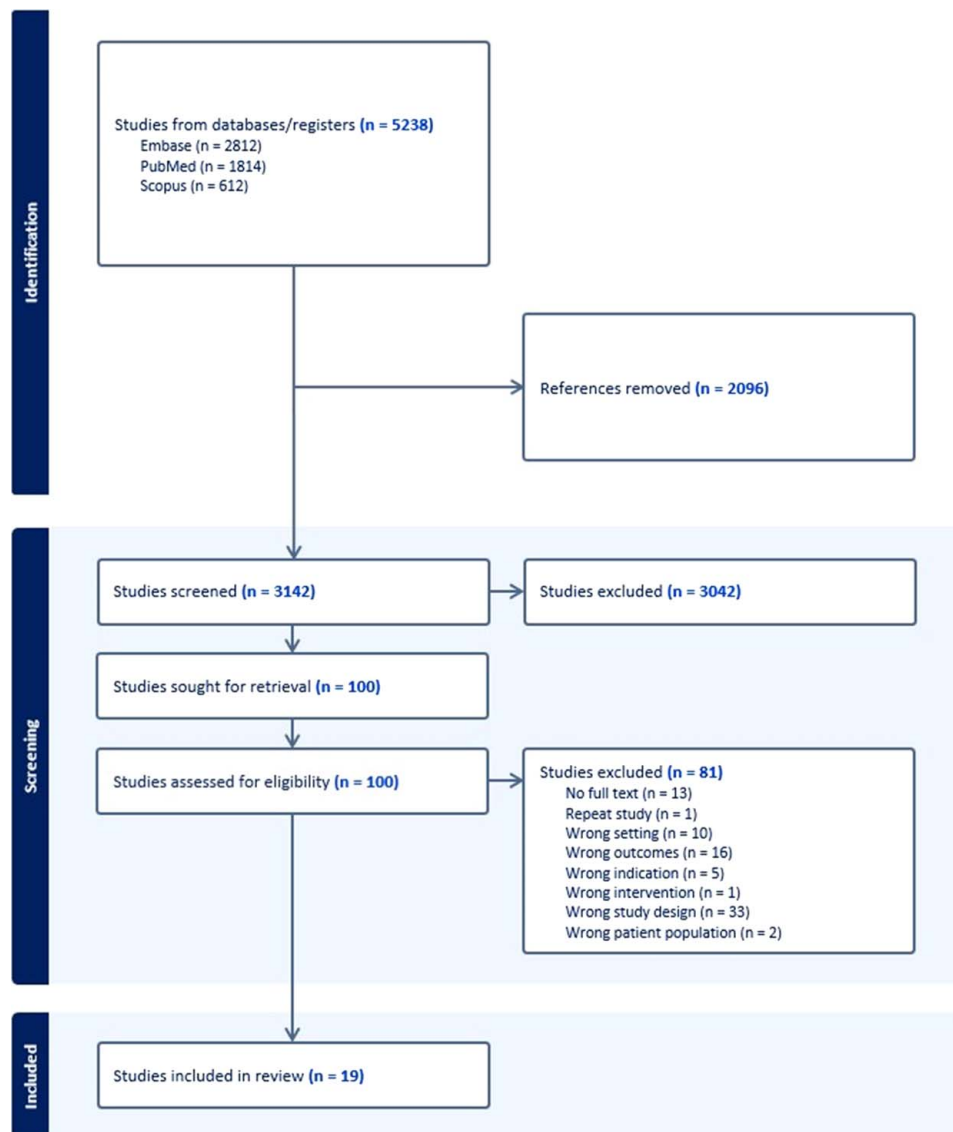 Identification
Studies from databases/registers (n = 5238)
Embase (n = 2812)
PubMed (n = 1814)
Scopus (n = 612)
References removed (n = 2096)
Screening
Studies screened (n = 3142)
Studies excluded (n = 3042)
Studies sought for retrieval (n = 100)
Studies assessed for eligibility (n = 100)
Studies excluded (n = 81)
No full text (n = 13)
Repeat study (n = 1)
Wrong setting (n = 10)
Wrong outcomes (n = 16)
Wrong indication (n = 5)
Wrong intervention (n = 1)
Wrong study design (n = 33)
Wrong patient population (n = 2)
Included
Studies included in review (n = 19)